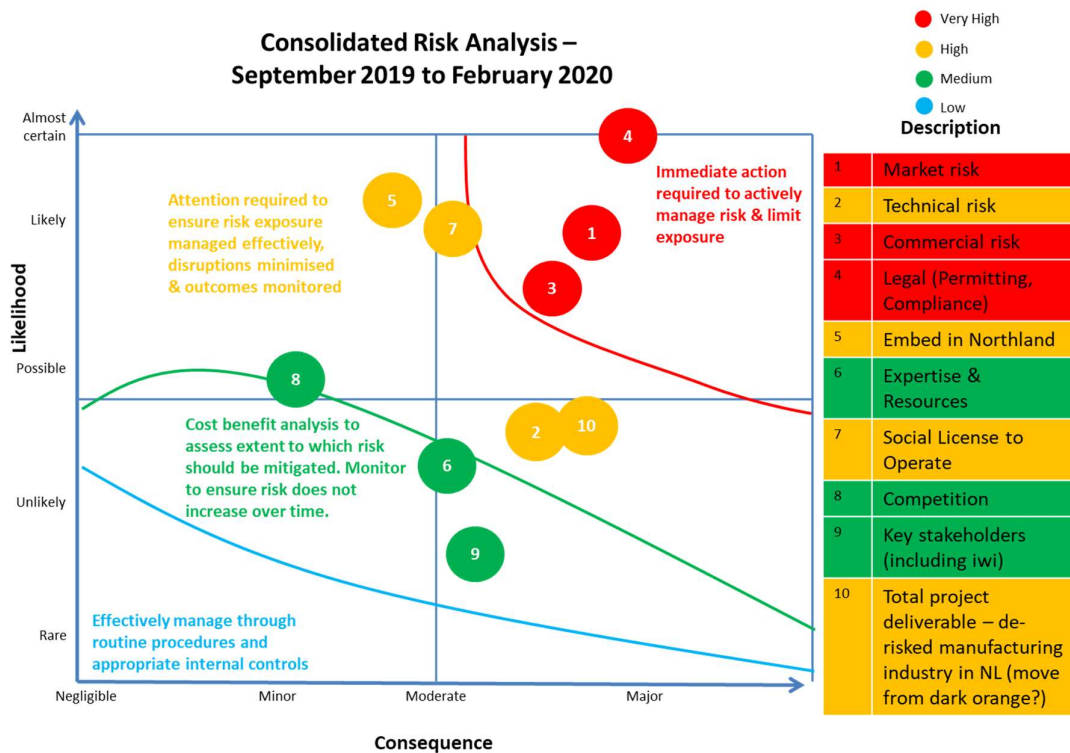 Consolidated Risk Analysis –
September 2019 to February 2020
Very High
High
Medium
Low
Description
Almost
certain
Likely
Possible
Unlikely
Rare
Likelihood
Attention required to
ensure risk exposure
managed effectively,
disruptions minimised
& outcomes monitored
Immediate action
required to actively
manage risk & limit
exposure
Cost benefit analysis to
assess extent to which risk
should be mitigated. Monitor
to ensure risk does not
increase over time.
Effectively manage through
routine procedures and
appropriate internal controls
4
5
7
1
3
8
2
10
6
9
Negligible
Minor
Moderate
Major
Consequence
1 Market risk
2 Technical risk
3 Commercial risk
4 Legal (Permitting,
Compliance)
5 Embed in Northland
6 Expertise &
Resources
7 Social License to
Operate
8 Competition
9 Key stakeholders
(including iwi)
10 Total project
deliverable – de-
risked manufacturing
industry in NL (move
from dark orange?)